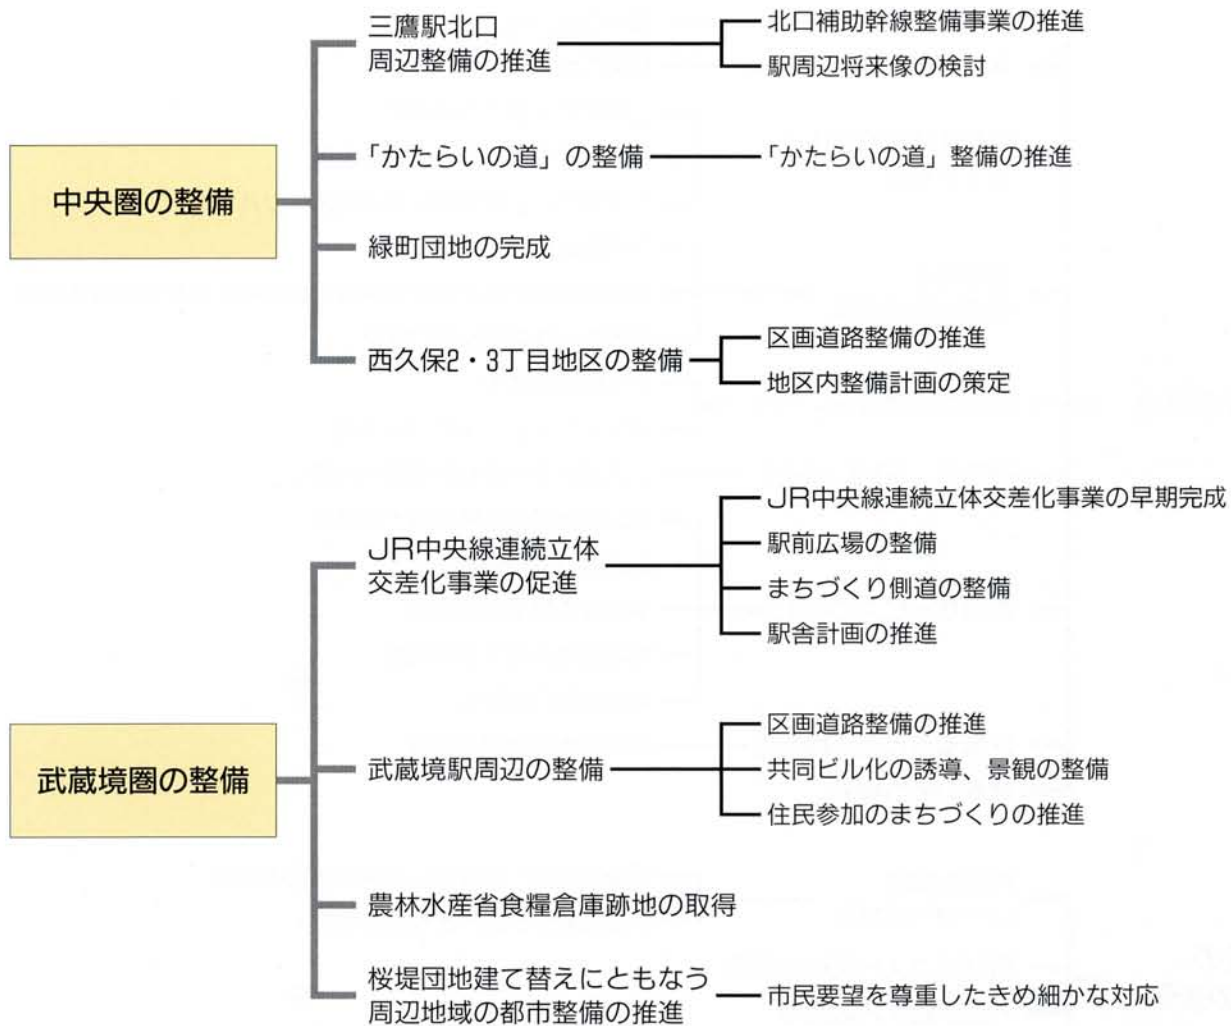 中央圏の整備
三鷹駅北口
周辺整備の推進
北口補助幹線整備事業の推進
駅周辺将来像の検討
「かたらいの道」の整備
「かたらいの道」整備の推進
緑町団地の完成
西久保2・3丁目地区の整備
区画道路整備の推進
地区内整備計画の策定
武蔵境圏の整備
JR中央線連続立体
交差化事業の促進
JR中央線連続立体交差化事業の早期完成
駅前広場の整備
まちづくり側道の整備
駅舎計画の推進
武蔵境駅周辺の整備
区画道路整備の推進
共同ビル化の誘導、景観の整備
住民参加のまちづくりの推進
農林水産省食糧倉庫跡地の取得
桜堤団地建て替えにともなう
周辺地域の都市整備の推進
市民要望を尊重したきめ細かな対応